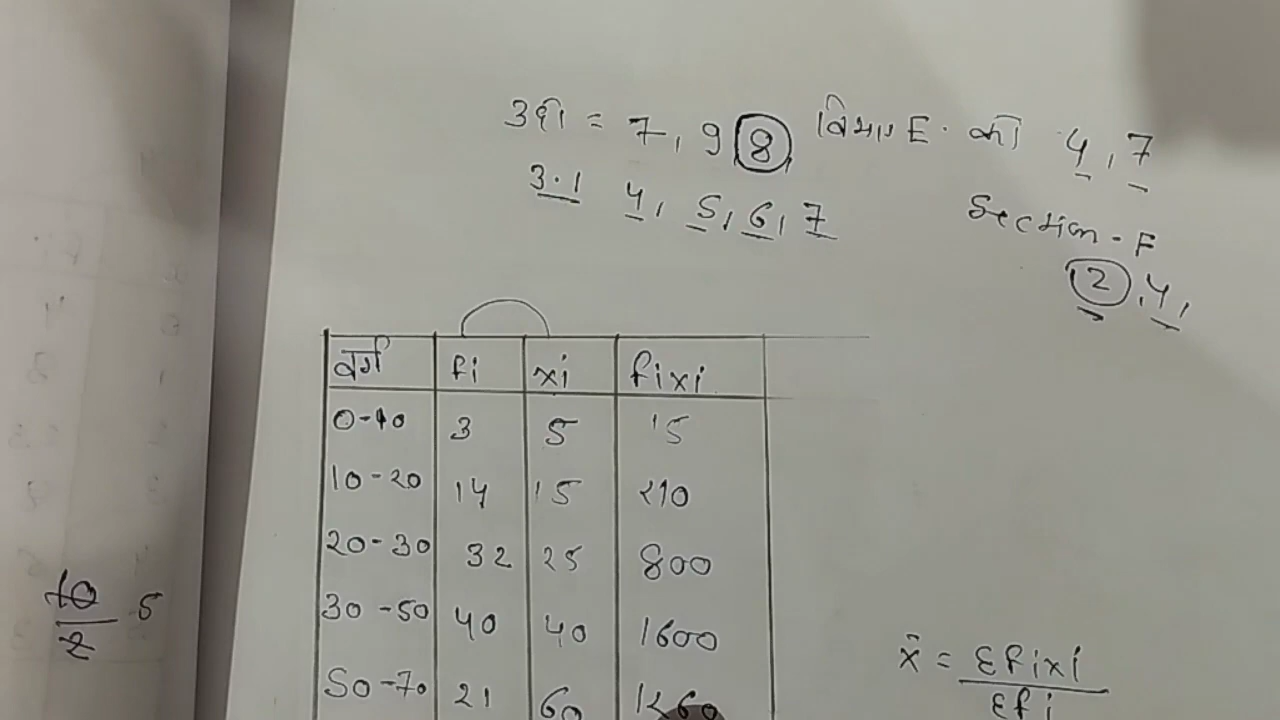 उदा = 7, 9 8, विभाग E. की 4, 7
3.1 4, 5, 6, 7
Section - F
2, 4,
वर्ग fi xi fixi
0-10 3 5 15
10-20 14 15 210
20-30 32 25 800
30-50 40 40 1600
50-70 21 60 1260
x̄ = Σfixi
Σfi
10
2
5